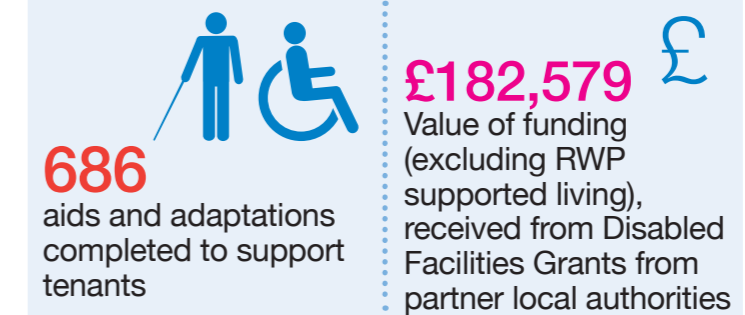 686
aids and adaptations
completed to support
tenants
£
£182,579
Value of funding
(excluding RWP
supported living),
received from Disabled
Facilities Grants from
partner local authorities